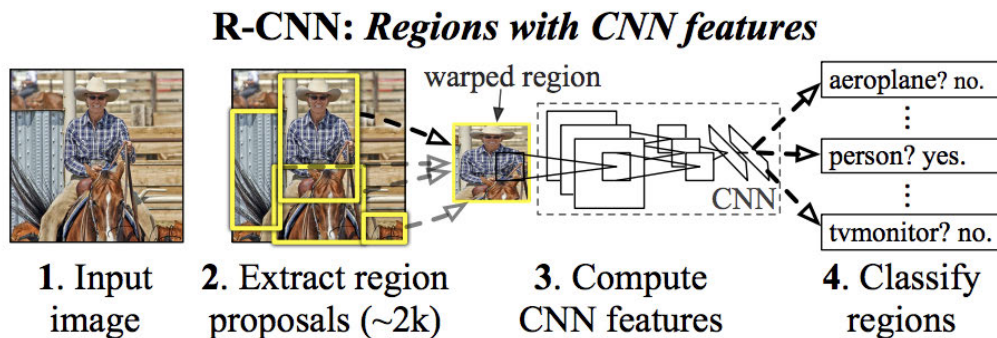 R-CNN: Regions with CNN features
warped region
aeroplane? no.
⋮
person? yes.
⋮
tvmonitor? no.
CNN
1. Input
image
2. Extract region
proposals (~2k)
3. Compute
CNN features
4. Classify
regions